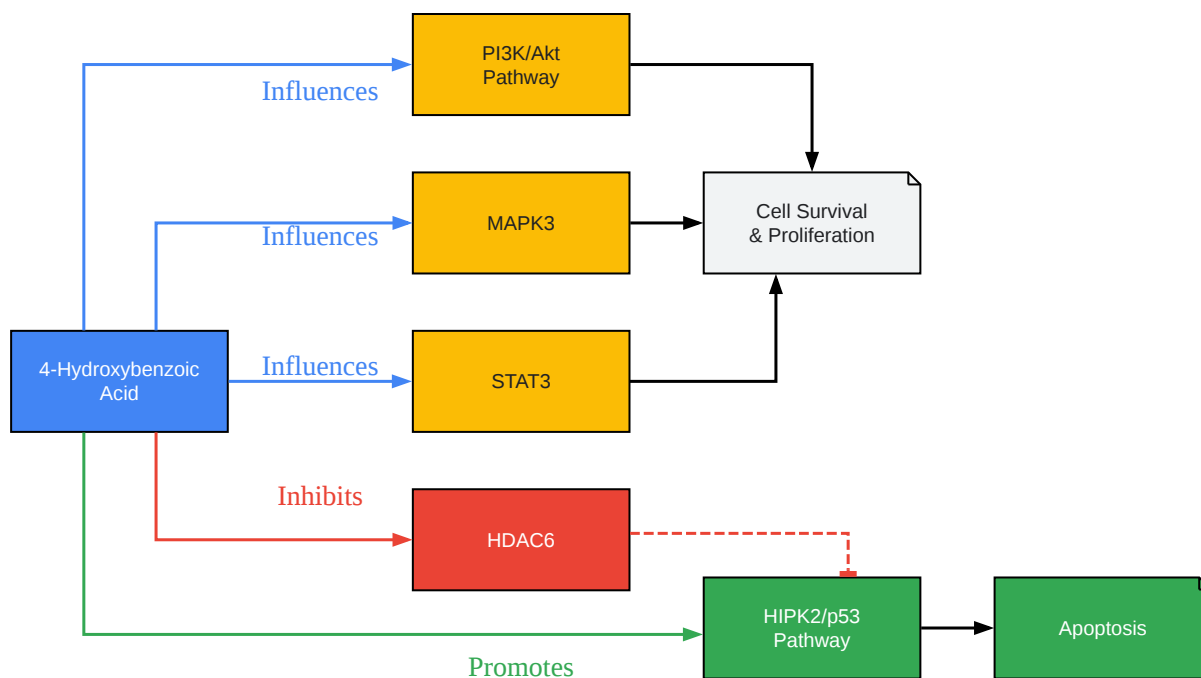 PI3K/Akt
Pathway
Influences
MAPK3
Cell Survival
& Proliferation
Influences
4-Hydroxybenzoic
Acid
Influences
STAT3
Inhibits
HDAC6
HIPK2/p53
Pathway
Apoptosis
Promotes